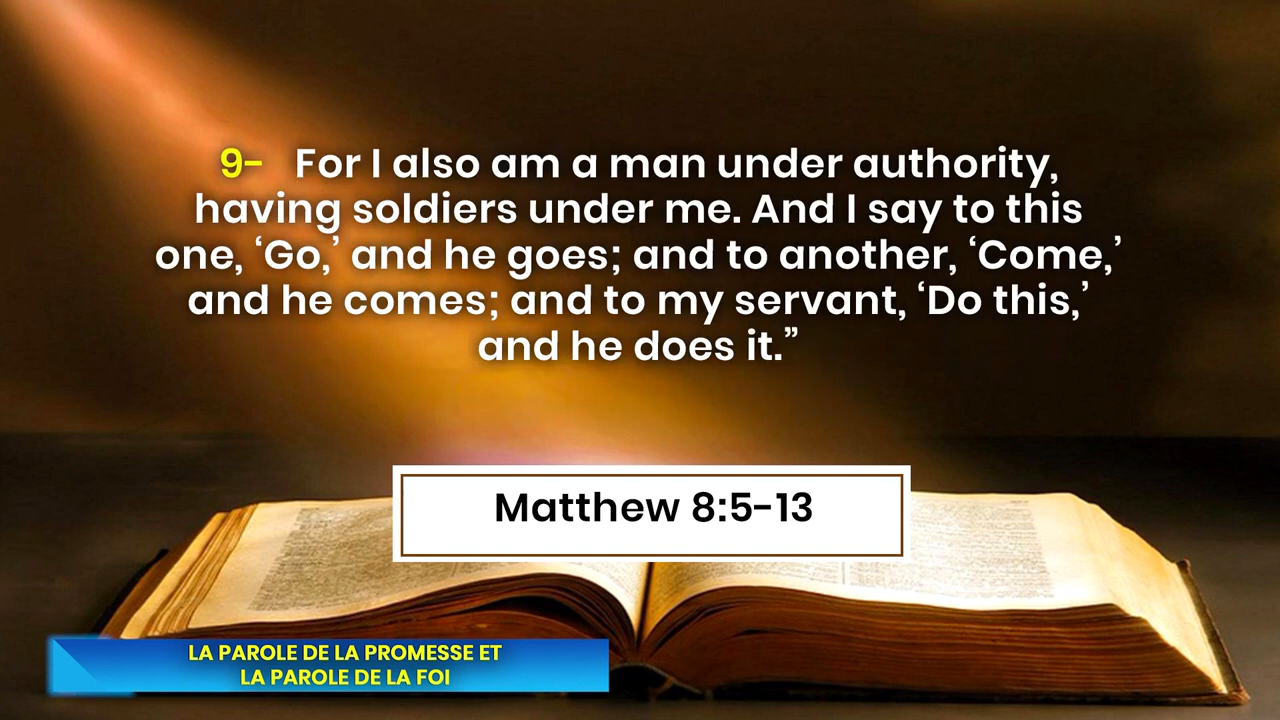 9- For I also am a man under authority,
having soldiers under me. And I say to this
one, ‘Go,’ and he goes; and to another, ‘Come,’
and he comes; and to my servant, ‘Do this,’
and he does it.”
Matthew 8:5-13
LA PAROLE DE LA PROMESSE ET
LA PAROLE DE LA FOI